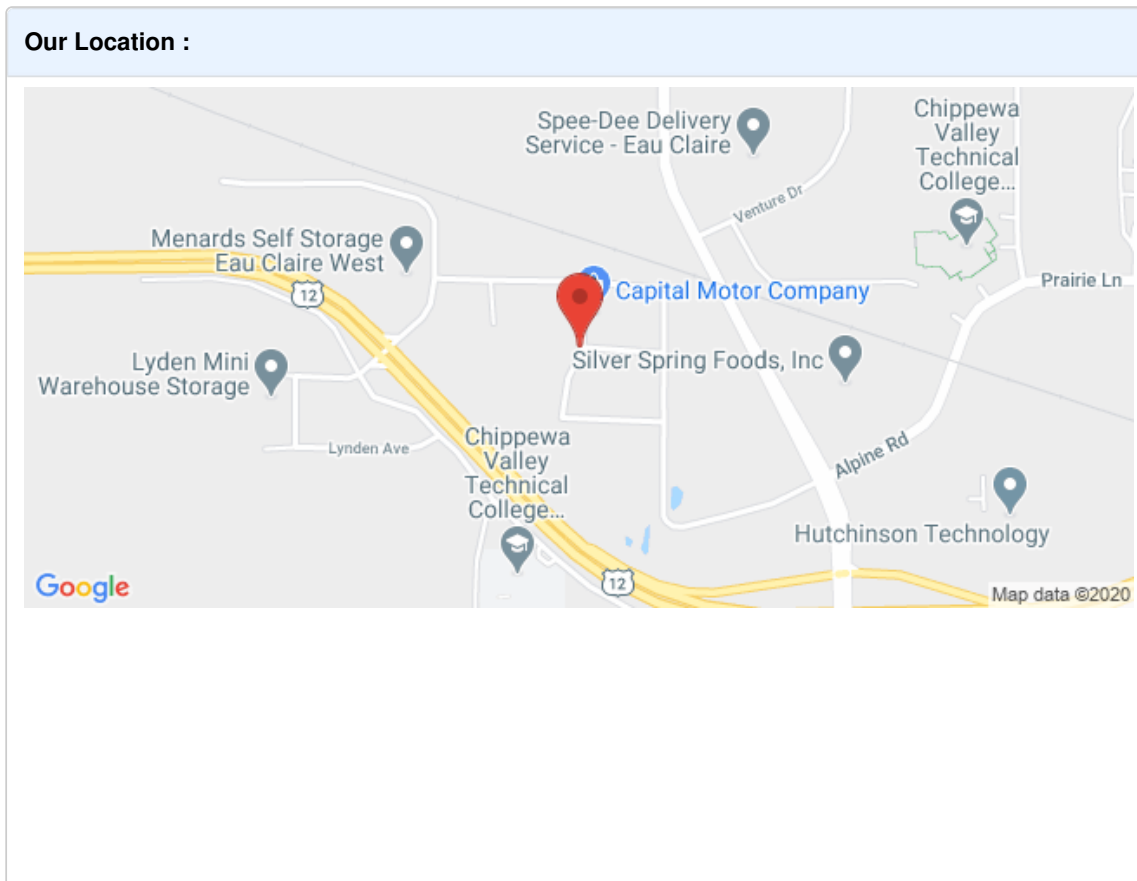 Our Location :
Spee-Dee Delivery
Service - Eau Claire
Chippewa
Valley
Technical
College...
Venture Dr
Menards Self Storage
Eau Claire West
12
Capital Motor Company
Prairie Ln
Lyden Mini
Warehouse Storage
Silver Spring Foods, Inc
Lynden Ave
Chippewa
Valley
Technical
College...
Alpine Rd
Hutchinson Technology
12
Google
Map data ©2020